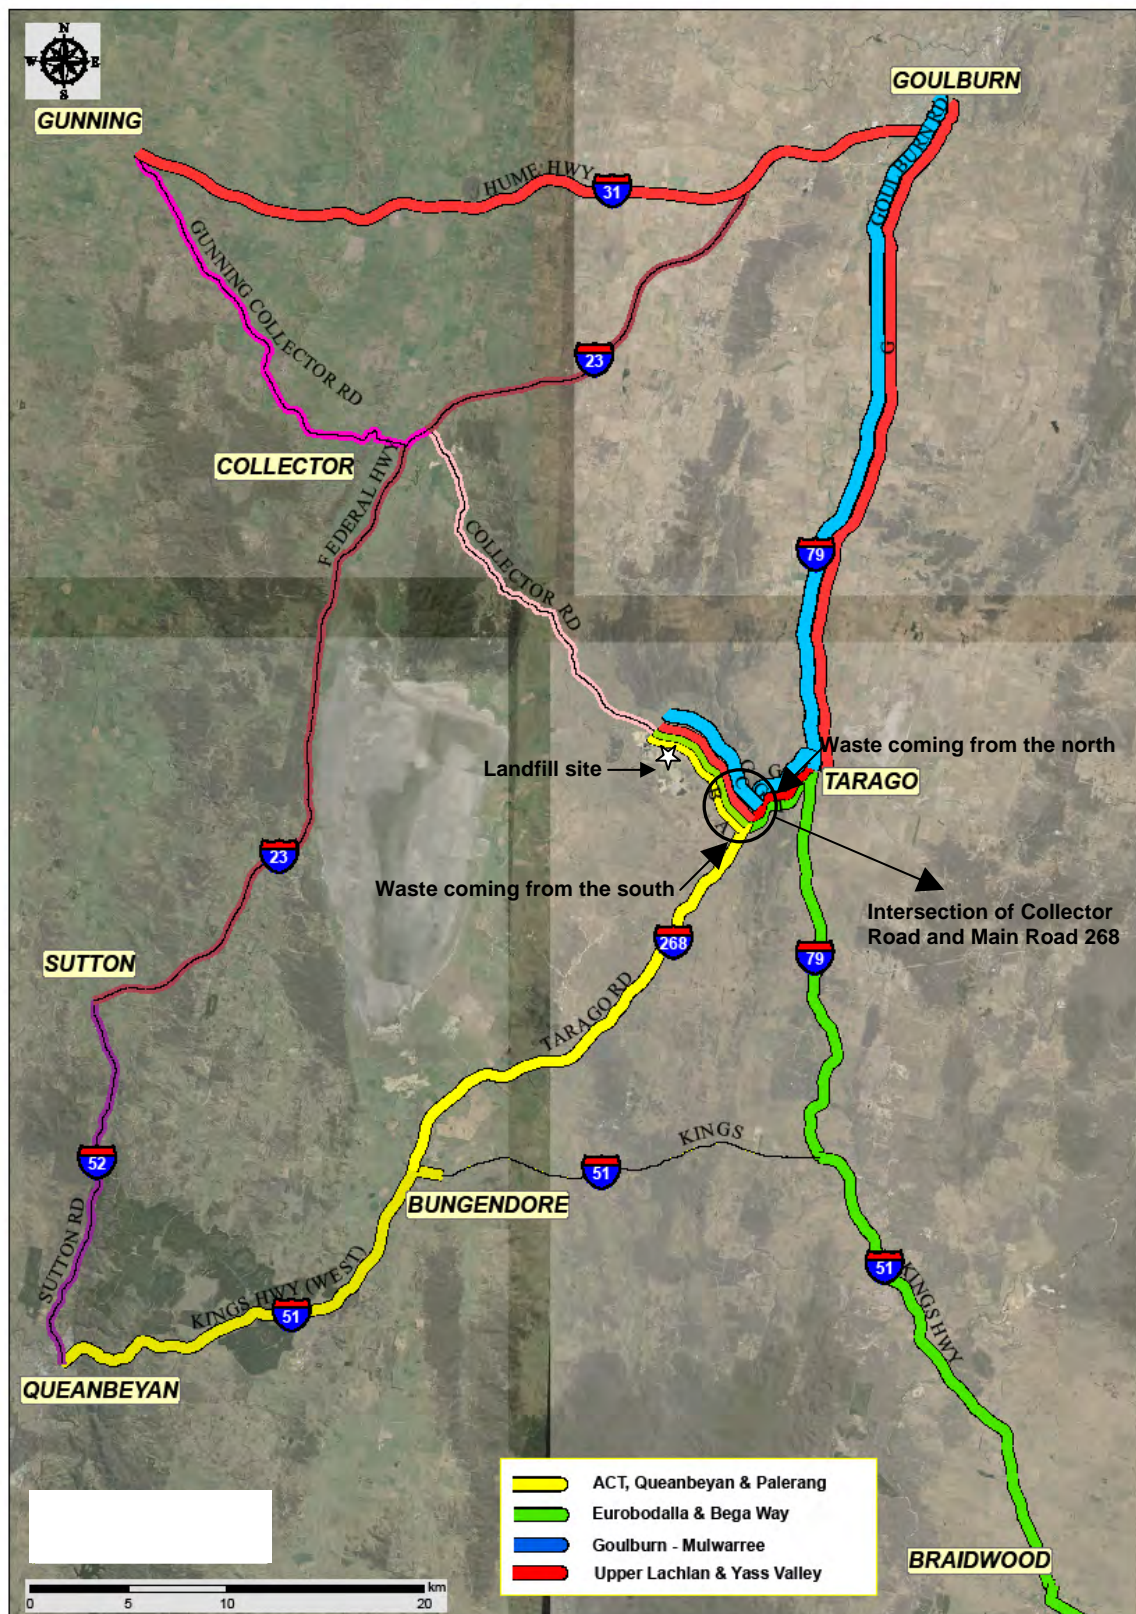 N
W E
S
GUNNING
GOULBURN
GOULBURN RD
HUME HWY
31
GUNNING COLLECTOR RD
23
G
COLLECTOR
FEDERAL HWY
COLLECTOR RD
79
Waste coming from the north
Landfill site
TARAGO
23
Waste coming from the south
Intersection of Collector
Road and Main Road 268
268
79
SUTTON
TARAGO RD
KINGS
52
51
BUNGENDORE
SUTTON RD
KINGS HWY (WEST)
51
51
KINGS HWY
QUEANBEYAN
ACT, Queanbeyan & Palerang
Eurobodalla & Bega Way
Goulburn - Mulwarree
Upper Lachlan & Yass Valley
BRAIDWOOD
km
0 5 10 20